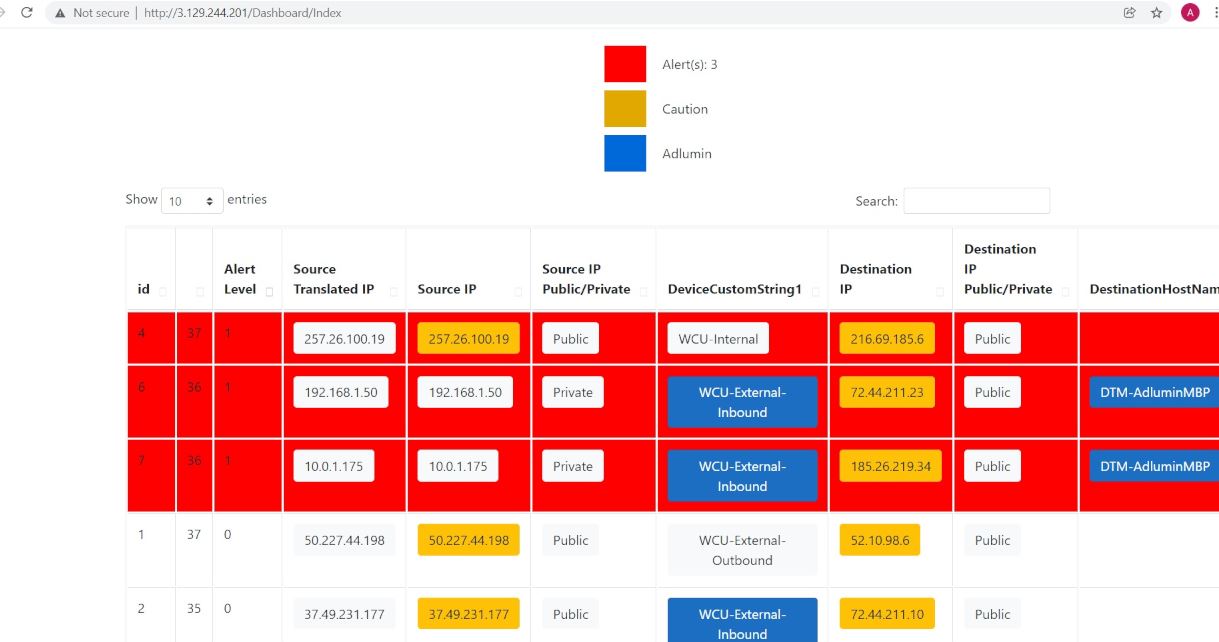 Not secure | http://3.129.244.201/Dashboard/Index A
Alert(s): 3
Caution
Adlumin
Show 10 entries Search:
id Alert Level Source Translated IP Source IP Source IP Public/Private DeviceCustomString1 Destination IP Destination IP Public/Private DestinationHostNam
4 37 1 257.26.100.19 257.26.100.19 Public WCU-Internal 216.69.185.6 Public
6 36 1 192.168.1.50 192.168.1.50 Private WCU-External-Inbound 72.44.211.23 Public DTM-AdluminMBP
7 36 1 10.0.1.175 10.0.1.175 Private WCU-External-Inbound 185.26.219.34 Public DTM-AdluminMBP
1 37 0 50.227.44.198 50.227.44.198 Public WCU-External-Outbound 52.10.98.6 Public
2 35 0 37.49.231.177 37.49.231.177 Public WCU-External-Inbound 72.44.211.10 Public